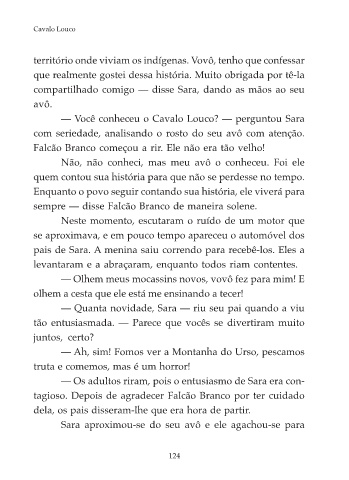 Cavalo Louco
território onde viviam os indígenas. Vovô, tenho que confessar
que realmente gostei dessa história. Muito obrigada por tê-la
compartilhado comigo — disse Sara, dando as mãos ao seu
avô.
— Você conheceu o Cavalo Louco? — perguntou Sara
com seriedade, analisando o rosto do seu avô com atenção.
Falcão Branco começou a rir. Ele não era tão velho!
Não, não conheci, mas meu avô o conheceu. Foi ele
quem contou sua história para que não se perdesse no tempo.
Enquanto o povo seguir contando sua história, ele viverá para
sempre — disse Falcão Branco de maneira solene.
Neste momento, escutaram o ruído de um motor que
se aproximava, e em pouco tempo apareceu o automóvel dos
pais de Sara. A menina saiu correndo para recebê-los. Eles a
levantaram e a abraçaram, enquanto todos riam contentes.
— Olhem meus mocassins novos, vovô fez para mim! E
olhem a cesta que ele está me ensinando a tecer!
— Quanta novidade, Sara — riu seu pai quando a viu
tão entusiasmada. — Parece que vocês se divertiram muito
juntos, certo?
— Ah, sim! Fomos ver a Montanha do Urso, pescamos
truta e comemos, mas é um horror!
— Os adultos riram, pois o entusiasmo de Sara era con-
tagioso. Depois de agradecer Falcão Branco por ter cuidado
dela, os pais disseram-lhe que era hora de partir.
Sara aproximou-se do seu avô e ele agachou-se para
124